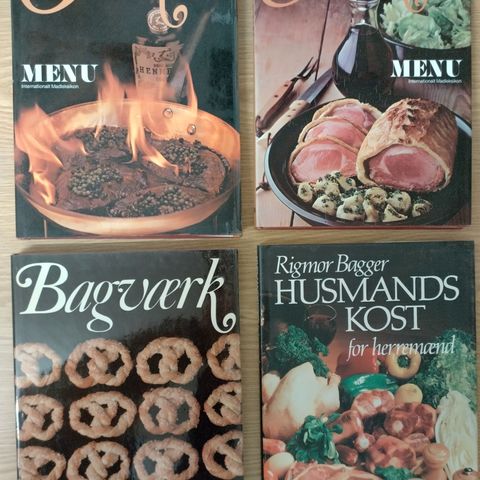 MENU
Internationalt Madleksikon
MENU
Internationalt Madleksikon
Bagværk
Rigmor Bagger
HUSMANDS
KOST
for herremænd